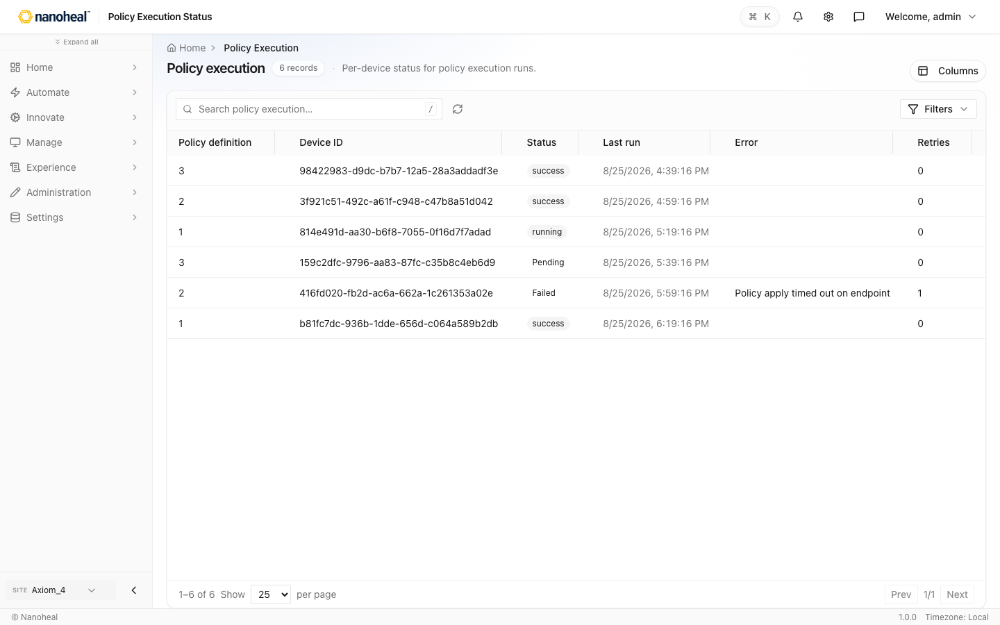 nanoheal™ Policy Execution Status ⌘ K Welcome, admin
Expand all
Home
Automate
Innovate
Manage
Experience
Administration
Settings
SITE Axiom_4
Home > Policy Execution
Policy execution 6 records · Per-device status for policy execution runs.
Columns
Search policy execution... /
Filters
Policy definition Device ID Status Last run Error Retries
3 98422983-d9dc-b7b7-12a5-28a3addadf3e success 8/25/2026, 4:39:16 PM 0
2 3f921c51-492c-a61f-c948-c47b8a51d042 success 8/25/2026, 4:59:16 PM 0
1 814e491d-aa30-b6f8-7055-0f16d7f7adad running 8/25/2026, 5:19:16 PM 0
3 159c2dfc-9796-aa83-87fc-c35b8c4eb6d9 Pending 8/25/2026, 5:39:16 PM 0
2 416fd020-fb2d-ac6a-662a-1c261353a02e Failed 8/25/2026, 5:59:16 PM Policy apply timed out on endpoint 1
1 b81fc7dc-936b-1dde-656d-c064a589b2db success 8/25/2026, 6:19:16 PM 0
1–6 of 6 Show 25 per page Prev 1/1 Next
© Nanoheal 1.0.0 Timezone: Local